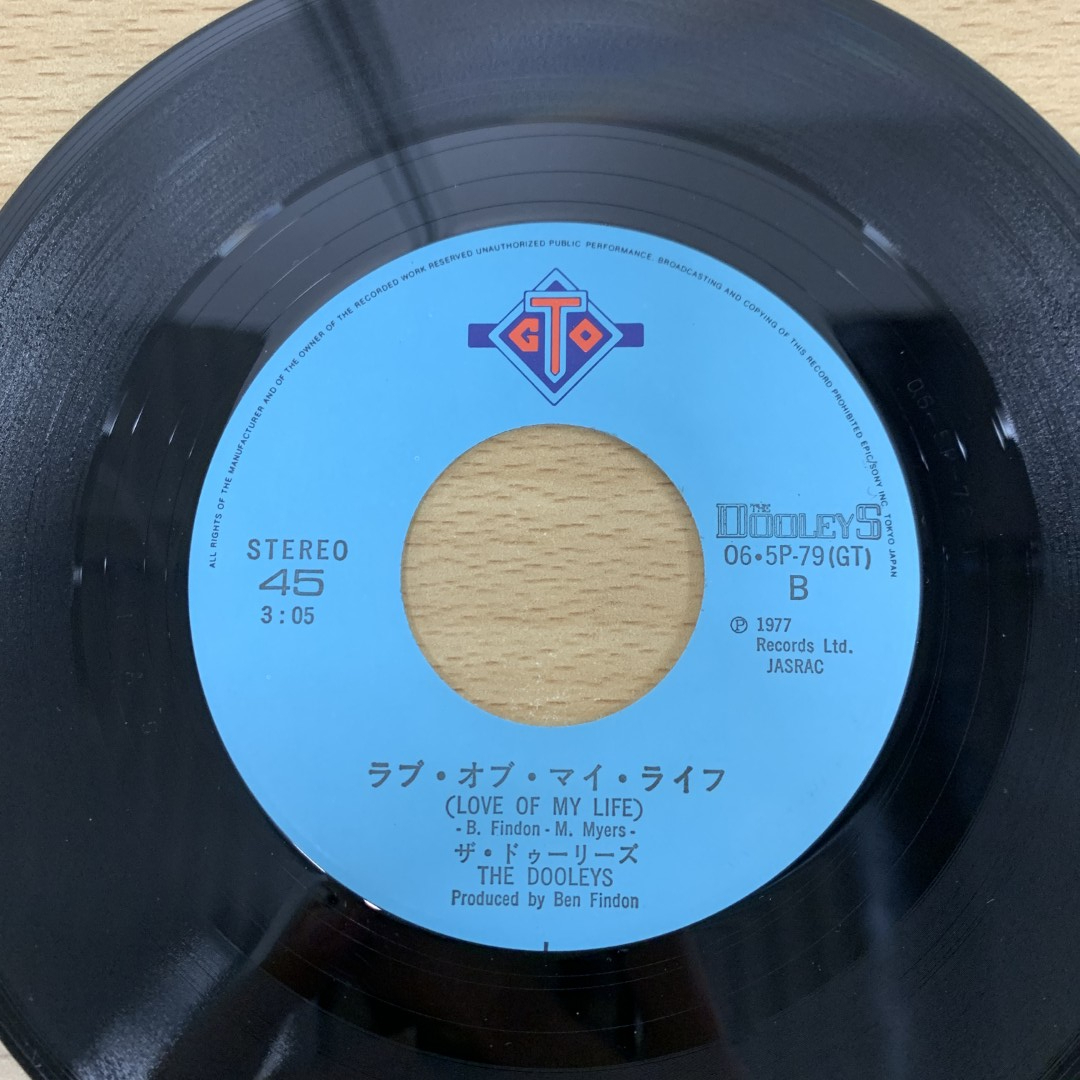 ALL RIGHTS OF THE MANUFACTURER AND OF THE OWNER OF THE RECORDED WORK RESERVED UNAUTHORIZED PUBLIC PERFORMANCE. BROADCASTING AND COPYING OF THIS RECORD PROHIBITED EPIC/SONY INC. TOKYO JAPAN
GTO
THE DOOLEYS
STEREO
45
3:05
06•5P-79(GT)
B
Ⓟ 1977
Records Ltd.
JASRAC
ラブ・オブ・マイ・ライフ
(LOVE OF MY LIFE)
- B. Findon - M. Myers -
ザ・ドゥーリーズ
THE DOOLEYS
Produced by Ben Findon